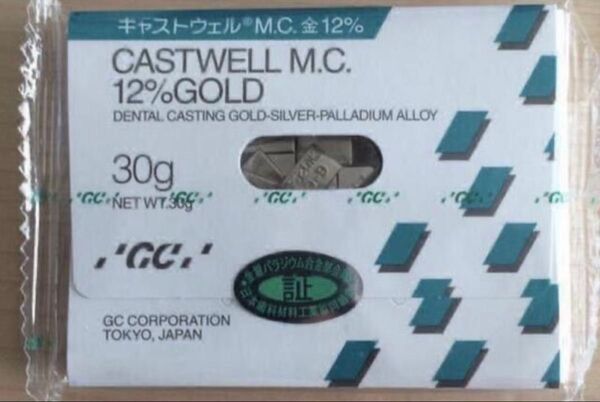 キャストウェル® M.C. 金12%
CASTWELL M.C.
12%GOLD
DENTAL CASTING GOLD-SILVER-PALLADIUM ALLOY
30g
NET WT.30g
'GC' 'GC' 'GC' 'GC' 'GC'
'GC'
証
GC CORPORATION
TOKYO, JAPAN